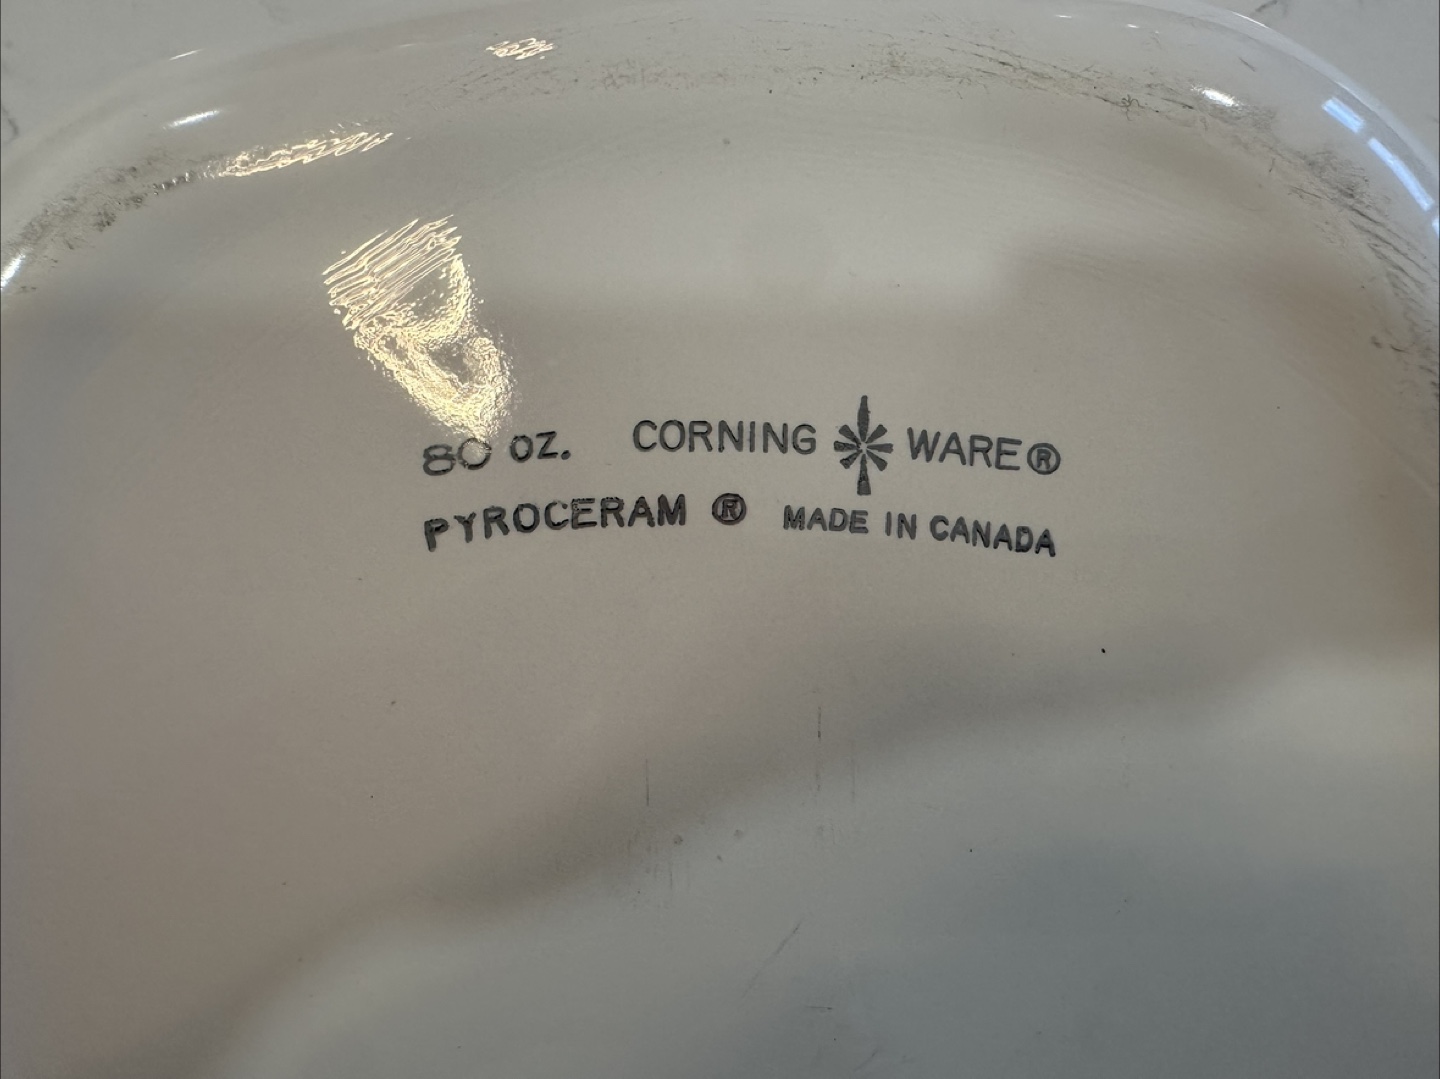 80 OZ. CORNING WARE®
PYROCERAM ® MADE IN CANADA